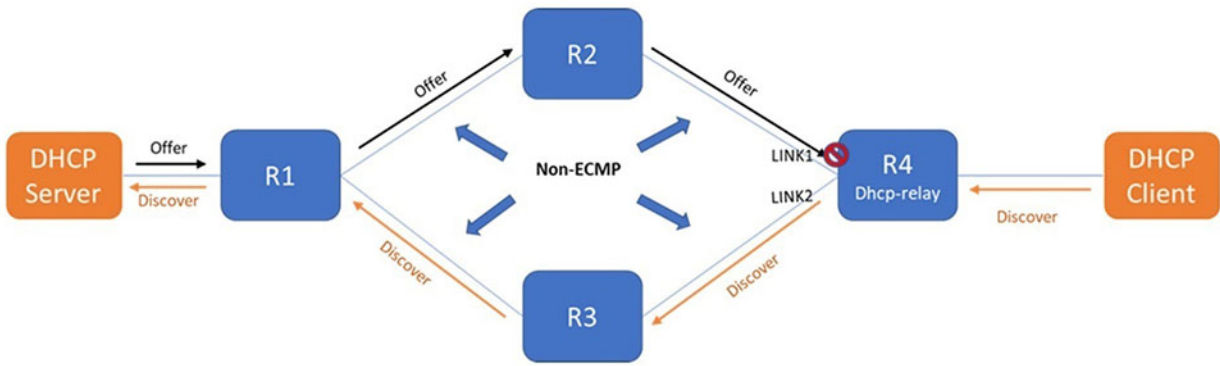 R2
Offer
Offer
DHCP
Server
Offer
Discover
R1
Non-ECMP
LINK1
LINK2
R4
Dhcp-relay
Discover
DHCP
Client
Discover
Discover
R3